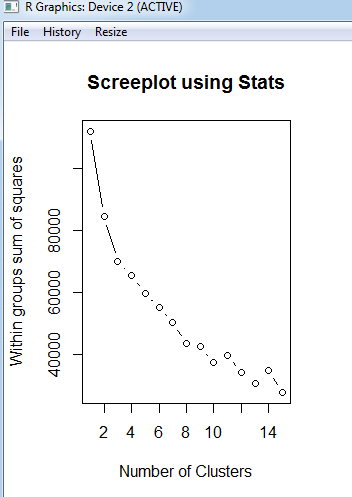 R Graphics: Device 2 (ACTIVE)
File History Resize
Screeplot using Stats
Within groups sum of squares
80000
60000
40000
2 4 6 8 10 14
Number of Clusters